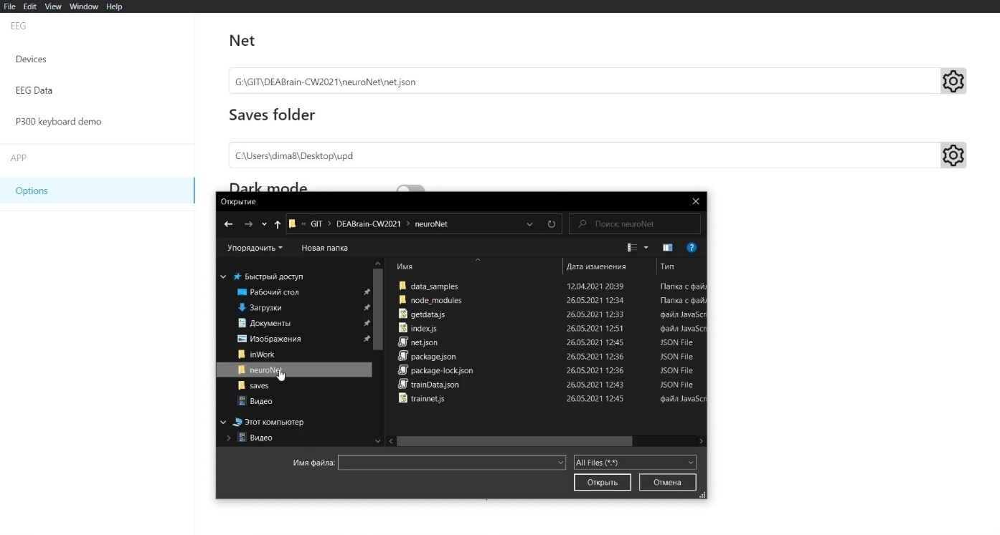 File Edit View Window Help
EEG
Devices
EEG Data
P300 keyboard demo
APP
Options
Net
G:\GIT\DEABrain-CW2021\neuroNet\net.json
Saves folder
C:\Users\dima8\Desktop\upd
Dark mode
Открытие
« GIT › DEABrain-CW2021 › neuroNet
Поиск: neuroNet
Упорядочить Новая папка
Быстрый доступ
Рабочий стол
Загрузки
Документы
Изображения
inWork
neuroNet
saves
Видео
Этот компьютер
Видео
Имя Дата изменения Тип
data_samples 12.04.2021 20:39 Папка с файл
node_modules 26.05.2021 12:34 Папка с файл
getdata.js 26.05.2021 12:33 файл JavaScri
index.js 26.05.2021 12:51 файл JavaScri
net.json 26.05.2021 12:45 JSON File
package.json 26.05.2021 12:36 JSON File
package-lock.json 26.05.2021 12:36 JSON File
trainData.json 26.05.2021 12:43 JSON File
trainnet.js 26.05.2021 12:45 файл JavaScri
Имя файла:
All Files (*.*)
Открыть Отмена